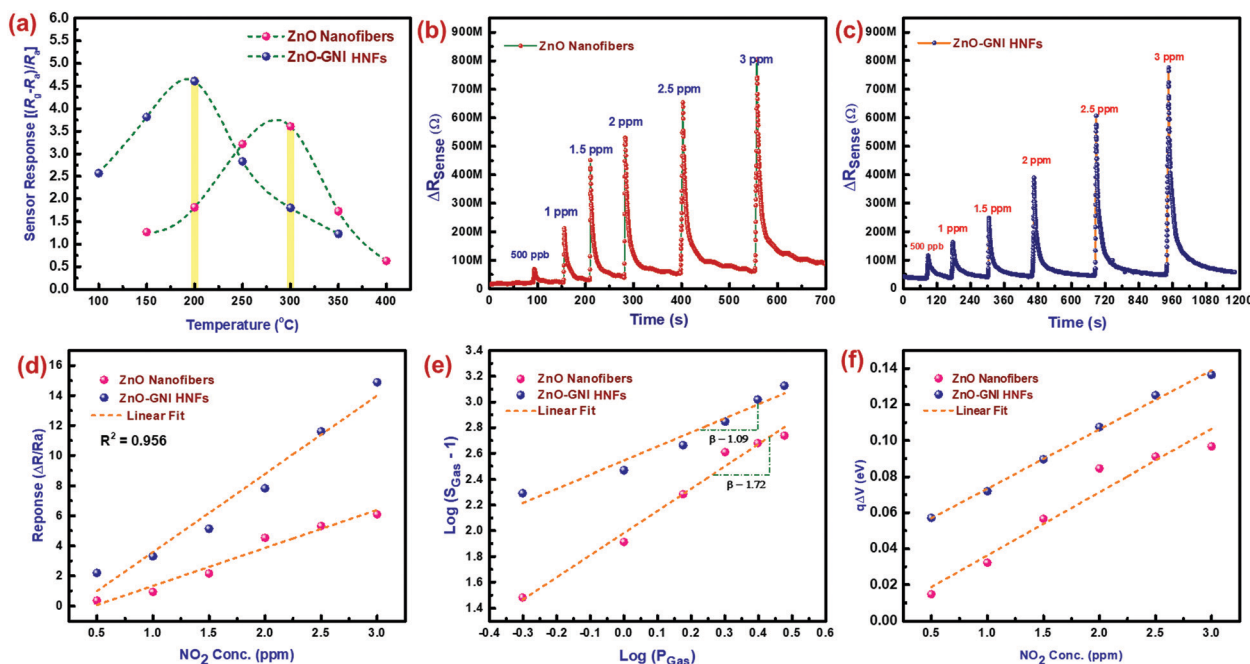 (a)
6.0
5.5
5.0
4.5
4.0
3.5
3.0
2.5
2.0
1.5
1.0
0.5
0.0
Sensor Response [(Rg-Ra)/Ra]
ZnO Nanofibers
ZnO-GNI HNFs
100 150 200 250 300 350 400
Temperature (°C)
(b)
900M
800M
700M
600M
500M
400M
300M
200M
100M
0
ΔRSense (Ω)
ZnO Nanofibers
500 ppb
1 ppm
1.5 ppm
2 ppm
2.5 ppm
3 ppm
0 100 200 300 400 500 600 700
Time (s)
(c)
900M
800M
700M
600M
500M
400M
300M
200M
100M
0
ΔRSense (Ω)
ZnO-GNI HNFs
500 ppb
1 ppm
1.5 ppm
2 ppm
2.5 ppm
3 ppm
0 120 240 360 480 600 720 840 960 1080 1200
Time (s)
(d)
16
14
12
10
8
6
4
2
0
Reponse (ΔR/Ra)
ZnO Nanofibers
ZnO-GNI HNFs
Linear Fit
R² = 0.956
0.5 1.0 1.5 2.0 2.5 3.0
NO₂ Conc. (ppm)
(e)
3.4
3.2
3.0
2.8
2.6
2.4
2.2
2.0
1.8
1.6
1.4
Log (SGas - 1)
ZnO Nanofibers
ZnO-GNI HNFs
Linear Fit
β – 1.09
β – 1.72
-0.4 -0.3 -0.2 -0.1 0.0 0.1 0.2 0.3 0.4 0.5 0.6
Log (PGas)
(f)
0.14
0.12
0.10
0.08
0.06
0.04
0.02
0.00
qΔV (eV)
ZnO Nanofibers
ZnO-GNI HNFs
Linear Fit
0.5 1.0 1.5 2.0 2.5 3.0
NO₂ Conc. (ppm)